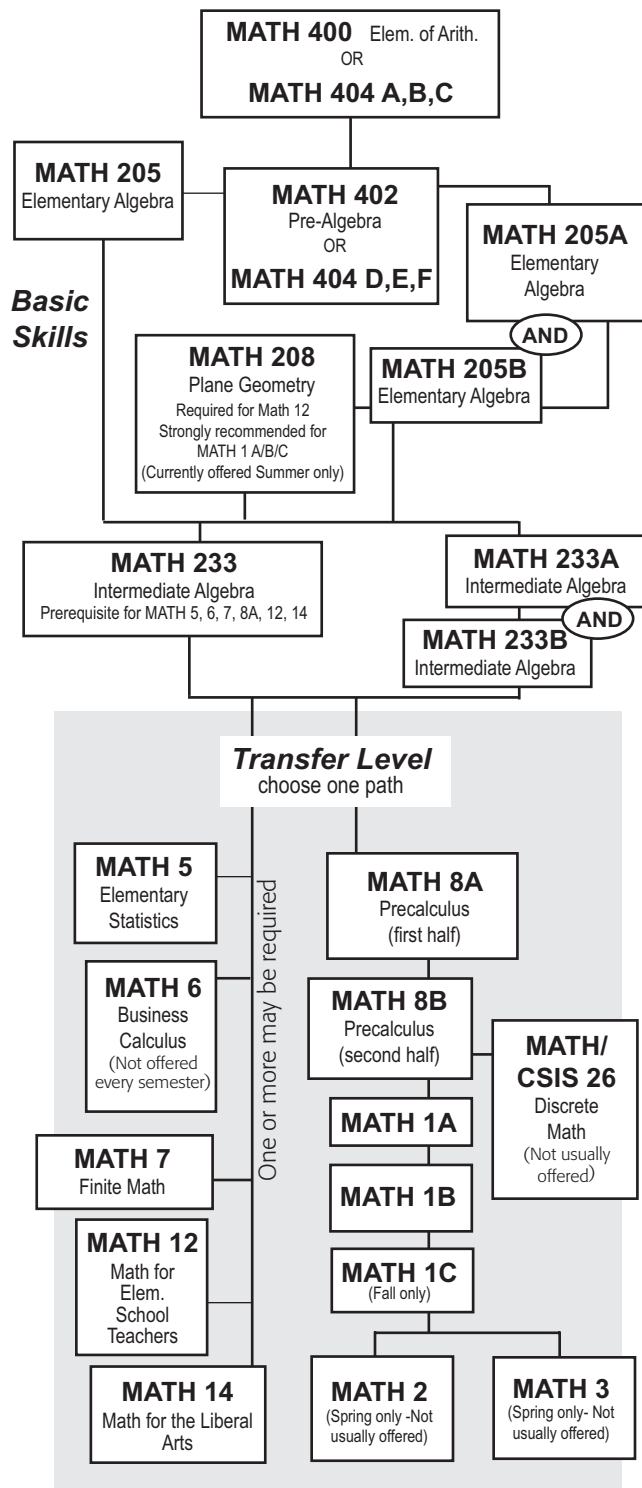 MATH 400 Elem. of Arith.
OR
MATH 404 A,B,C
MATH 205
Elementary Algebra
MATH 402
Pre-Algebra
OR
MATH 404 D,E,F
MATH 205A
Elementary
Algebra
Basic
Skills
AND
MATH 208
Plane Geometry
Required for Math 12
Strongly recommended for
MATH 1 A/B/C
(Currently offered Summer only)
MATH 205B
Elementary Algebra
MATH 233
Intermediate Algebra
Prerequisite for MATH 5, 6, 7, 8A, 12, 14
MATH 233A
Intermediate Algebra
AND
MATH 233B
Intermediate Algebra
Transfer Level
choose one path
MATH 5
Elementary
Statistics
MATH 6
Business
Calculus
(Not offered
every semester)
MATH 7
Finite Math
MATH 12
Math for
Elem.
School
Teachers
MATH 14
Math for the Liberal
Arts
One or more may be required
MATH 8A
Precalculus
(first half)
MATH 8B
Precalculus
(second half)
MATH/
CSIS 26
Discrete
Math
(Not usually
offered)
MATH 1A
MATH 1B
MATH 1C
(Fall only)
MATH 2
(Spring only -Not
usually offered)
MATH 3
(Spring only- Not
usually offered)